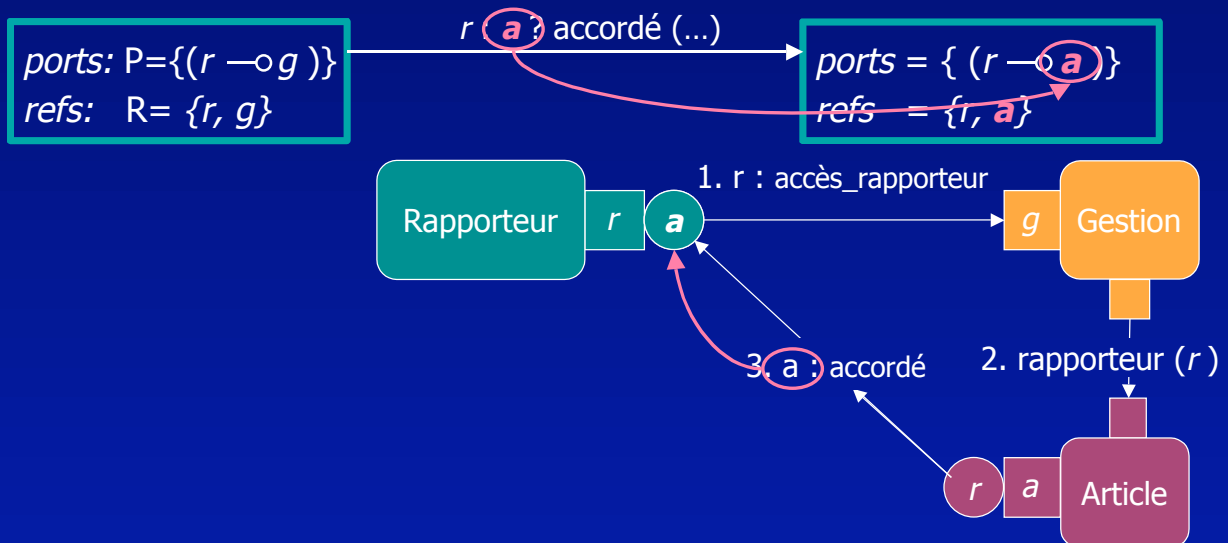 r : a ? accordé (…)
ports: P={(r —o g )}
refs: R= {r, g}
ports = { (r —o a )}
refs = {r, a}
1. r : accès_rapporteur
Rapporteur
r
a
g
Gestion
3. a : accordé
2. rapporteur (r )
r
a
Article